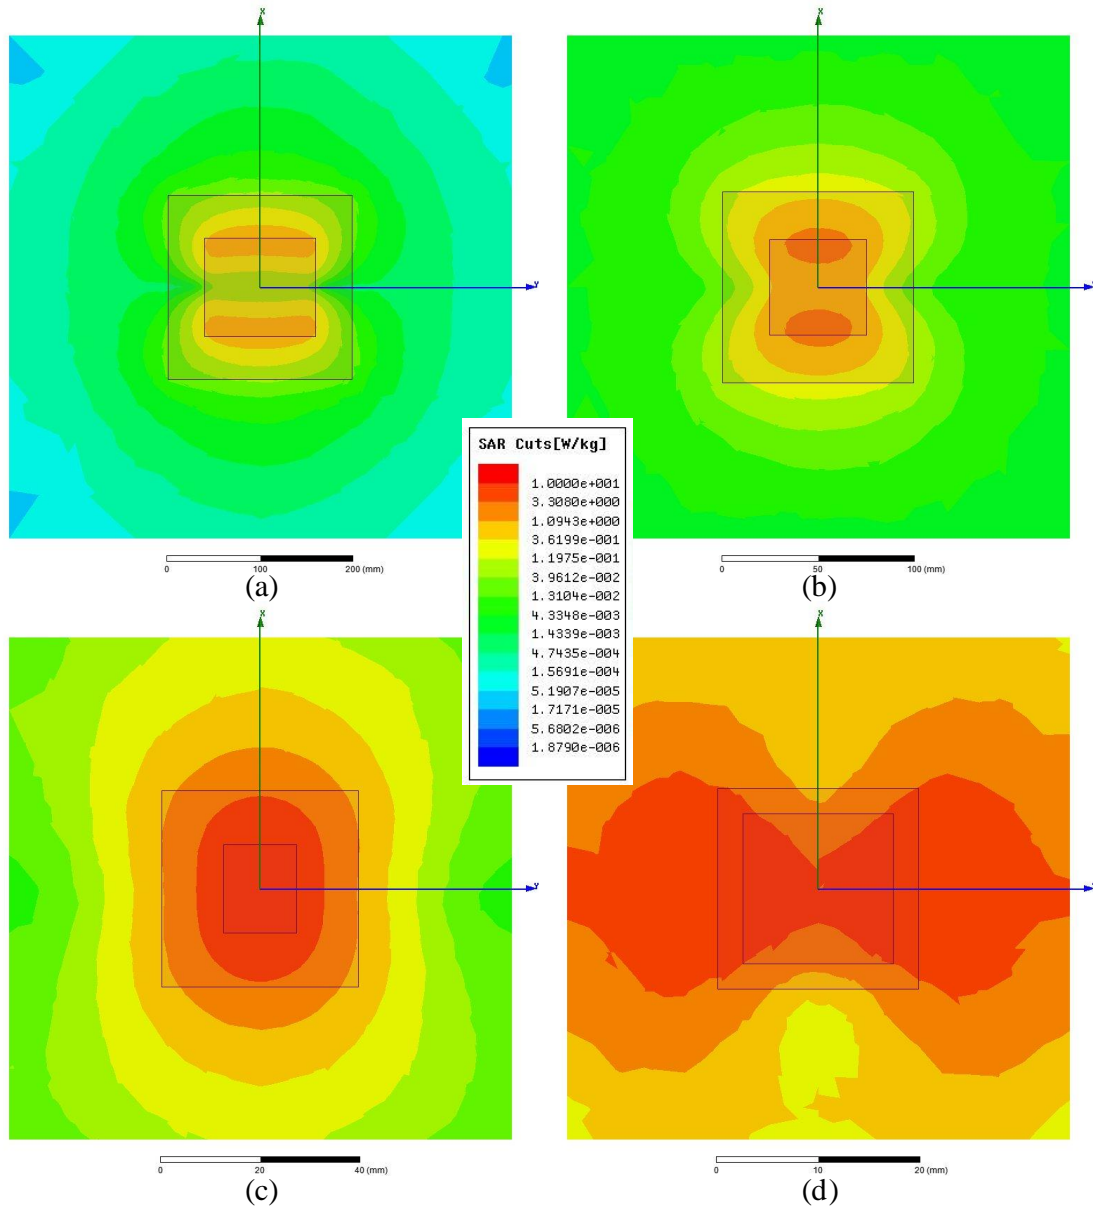 X
X
Y
SAR Cuts[W/kg]
1.0000e+001
3.3080e+000
1.0943e+000
3.6199e-001
1.1975e-001
3.9612e-002
1.3104e-002
4.3348e-003
1.4339e-003
4.7435e-004
1.5691e-004
5.1907e-005
1.7171e-005
5.6802e-006
1.8790e-006
0 100 200 (mm)
0 50 100 (mm)
(a)
(b)
X
X
Y
0 20 40 (mm)
0 10 20 (mm)
(c)
(d)